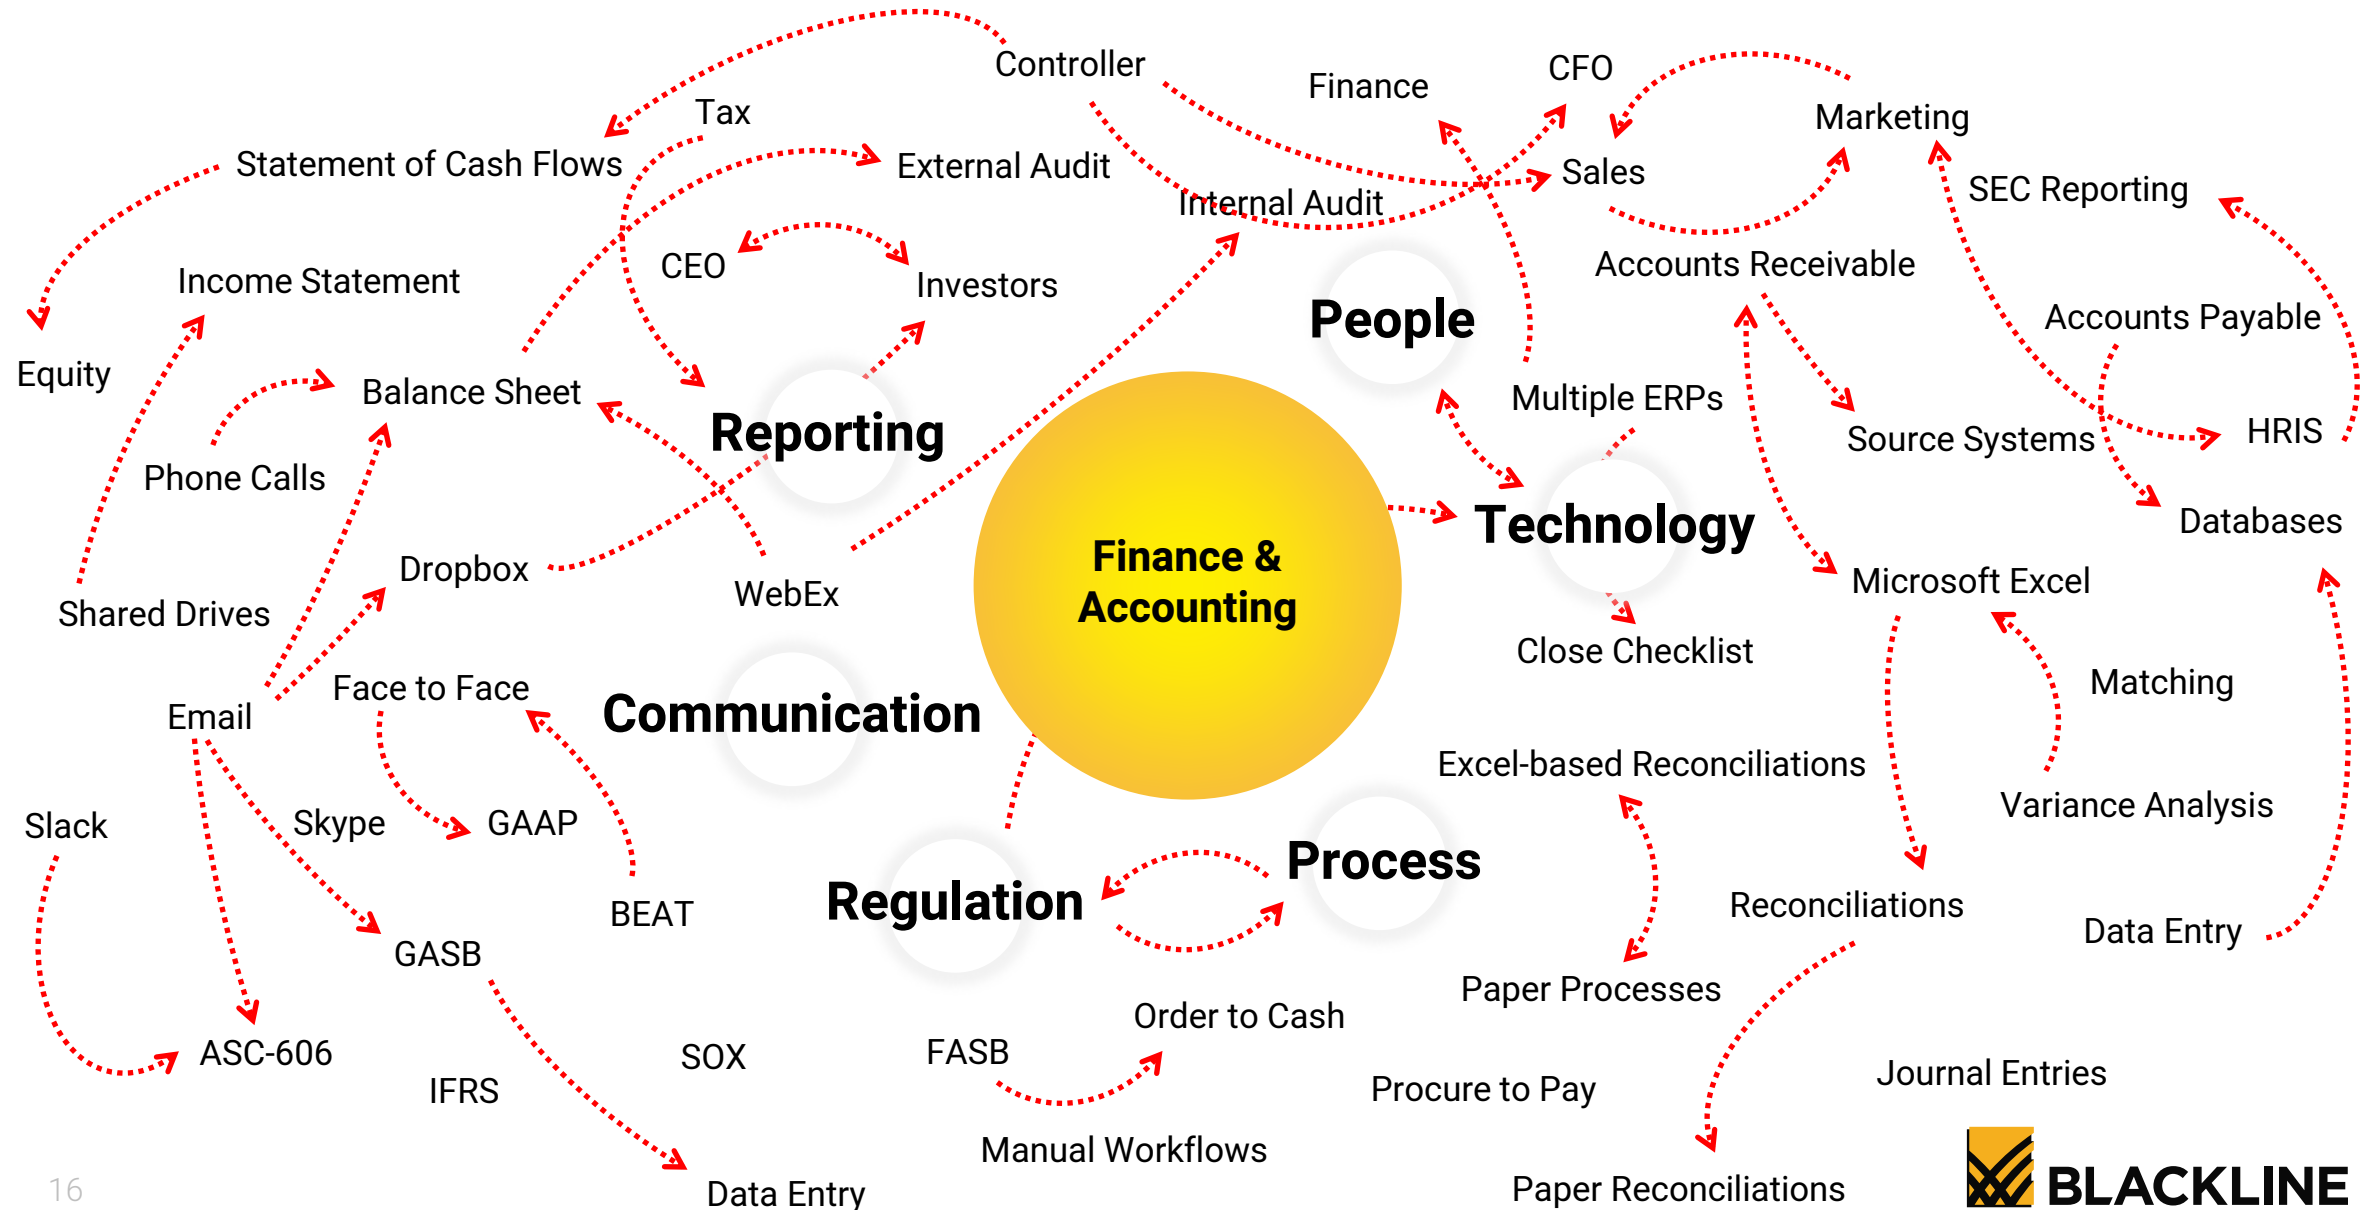 Controller
Finance
CFO
Tax
Marketing
Statement of Cash Flows
External Audit
Sales
SEC Reporting
Internal Audit
CEO
Accounts Receivable
Income Statement
Investors
People
Accounts Payable
Equity
Balance Sheet
Multiple ERPs
Reporting
HRIS
Source Systems
Phone Calls
Technology
Databases
Finance &
Accounting
Dropbox
WebEx
Microsoft Excel
Shared Drives
Close Checklist
Face to Face
Matching
Email
Communication
Excel-based Reconciliations
Variance Analysis
Slack
Skype
GAAP
Process
Regulation
BEAT
Reconciliations
Data Entry
GASB
Paper Processes
Order to Cash
ASC-606
SOX
FASB
IFRS
Procure to Pay
Journal Entries
Manual Workflows
16
Data Entry
Paper Reconciliations
BLACKLINE